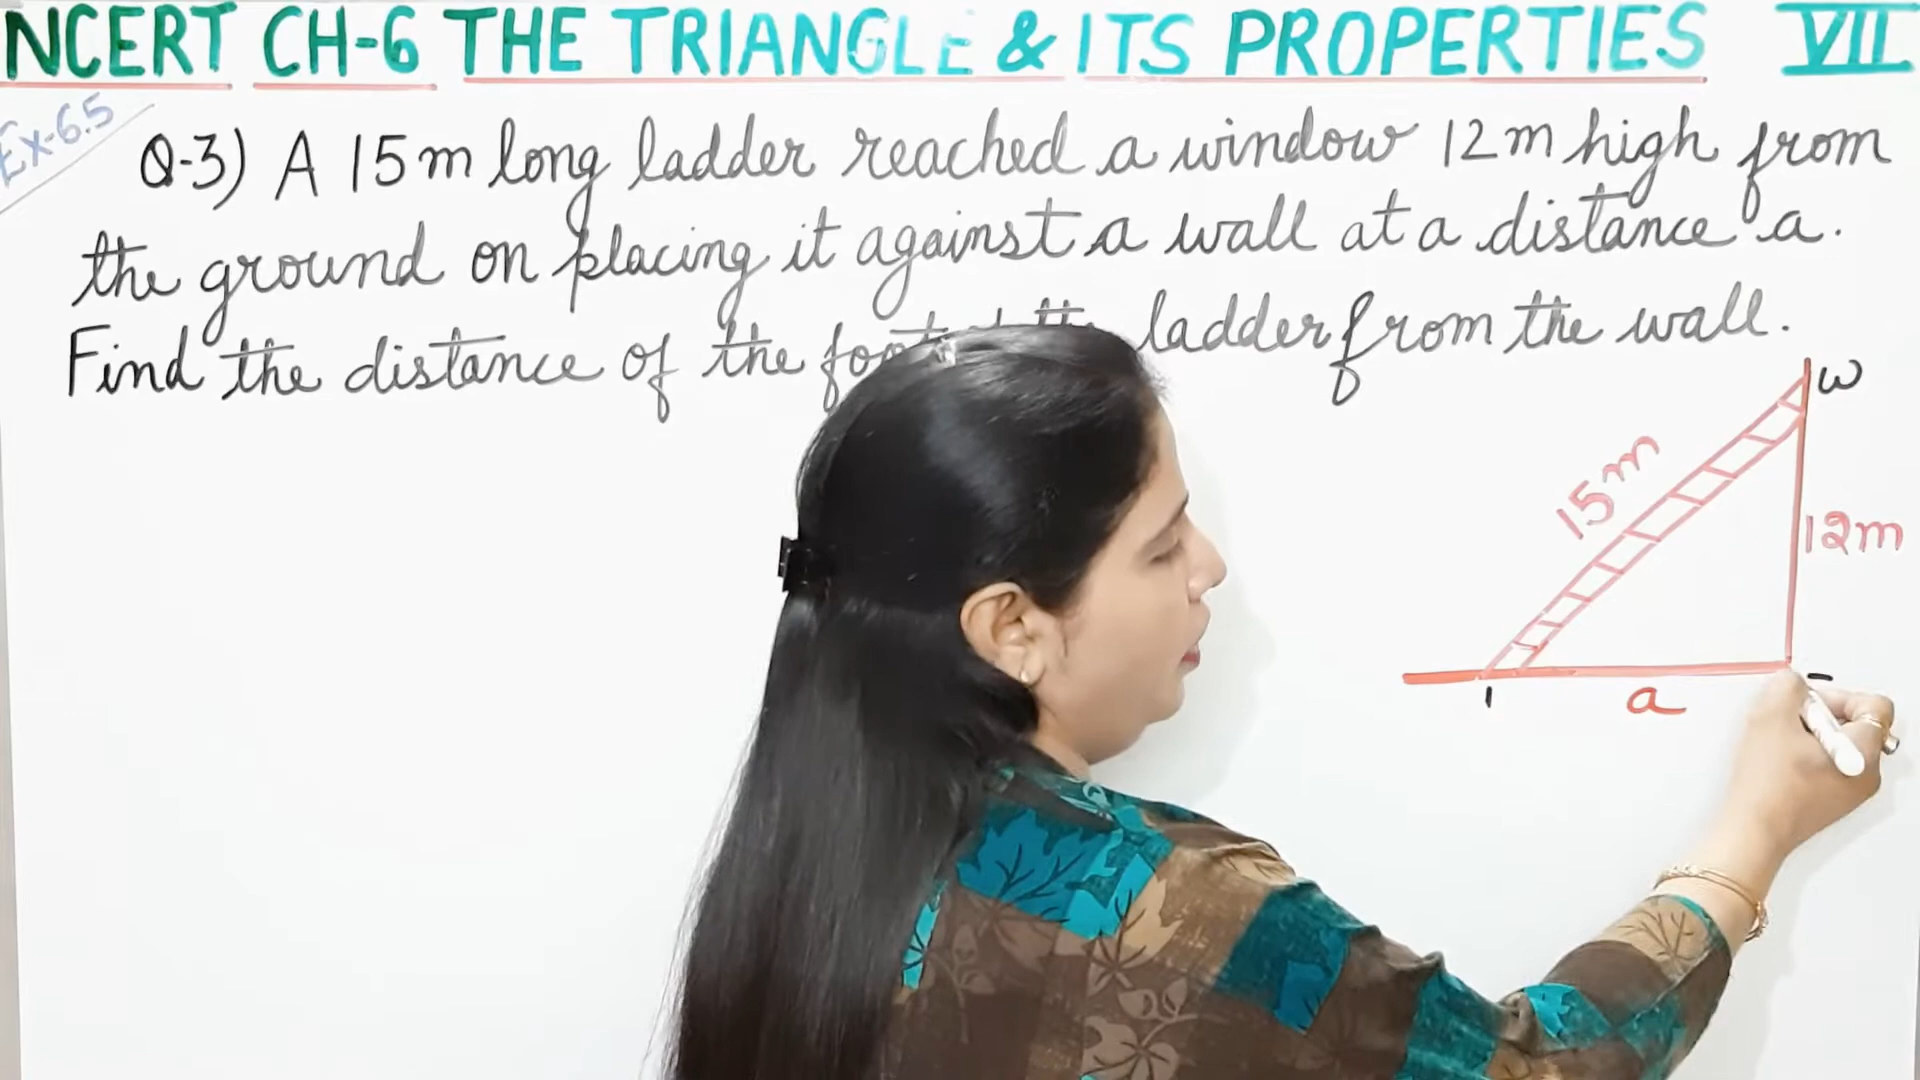 NCERT CH-6 THE TRIANGLE & ITS PROPERTIES VII
Ex-6.5
Q-3) A 15m long ladder reached a window 12m high from
the ground on placing it against a wall at a distance a.
Find the distance of the ladder from the wall.
w
15m
12m
a